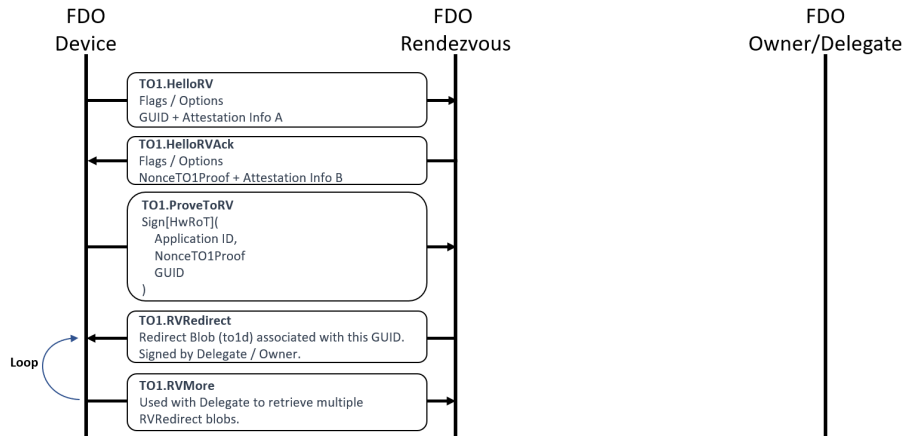 FDO
Device
FDO
Rendezvous
FDO
Owner/Delegate
TO1.HelloRV
Flags / Options
GUID + Attestation Info A
TO1.HelloRVAck
Flags / Options
NonceTO1Proof + Attestation Info B
TO1.ProveToRV
Sign[HwRoT](
Application ID,
NonceTO1Proof
GUID
)
TO1.RVRedirect
Redirect Blob (to1d) associated with this GUID.
Signed by Delegate / Owner.
Loop
TO1.RVMore
Used with Delegate to retrieve multiple
RVRedirect blobs.